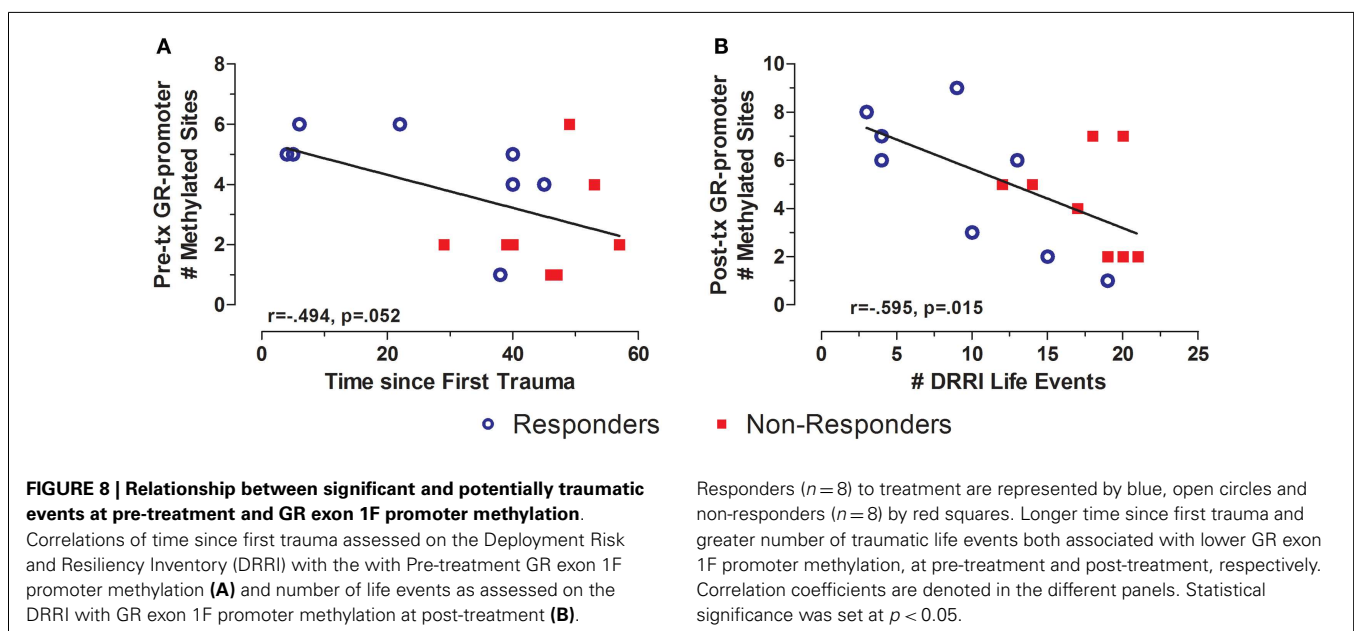 A
Pre-tx GR-promoter
# Methylated Sites
8
6
4
2
0
r=-.494, p=.052
0 20 40 60
Time since First Trauma
B
Post-tx GR-promoter
# Methylated Sites
10
8
6
4
2
0
r=-.595, p=.015
0 5 10 15 20 25
# DRRI Life Events
Responders Non-Responders
FIGURE 8 | Relationship between significant and potentially traumatic
events at pre-treatment and GR exon 1F promoter methylation.
Correlations of time since first trauma assessed on the Deployment Risk
and Resiliency Inventory (DRRI) with the with Pre-treatment GR exon 1F
promoter methylation (A) and number of life events as assessed on the
DRRI with GR exon 1F promoter methylation at post-treatment (B).
Responders (n = 8) to treatment are represented by blue, open circles and
non-responders (n = 8) by red squares. Longer time since first trauma and
greater number of traumatic life events both associated with lower GR exon
1F promoter methylation, at pre-treatment and post-treatment, respectively.
Correlation coefficients are denoted in the different panels. Statistical
significance was set at p < 0.05.